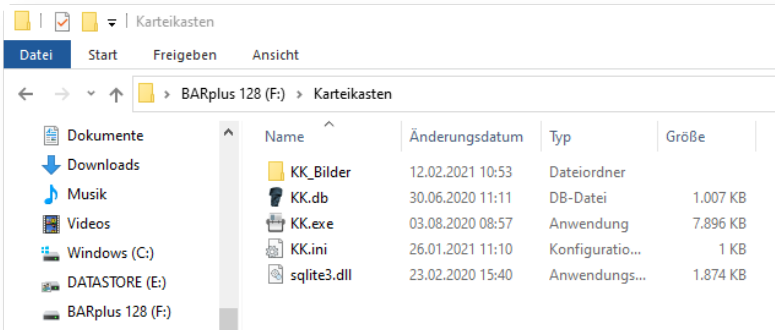 Karteikasten
Datei Start Freigeben Ansicht
BARplus 128 (F:) > Karteikasten
Dokumente
Downloads
Musik
Videos
Windows (C:)
DATASTORE (E:)
BARplus 128 (F:)
Name Änderungsdatum Typ Größe
KK_Bilder 12.02.2021 10:53 Dateiordner
KK.db 30.06.2020 11:11 DB-Datei 1.007 KB
KK.exe 03.08.2020 08:57 Anwendung 7.896 KB
KK.ini 26.01.2021 11:10 Konfiguratio... 1 KB
sqlite3.dll 23.02.2020 15:40 Anwendungs... 1.874 KB